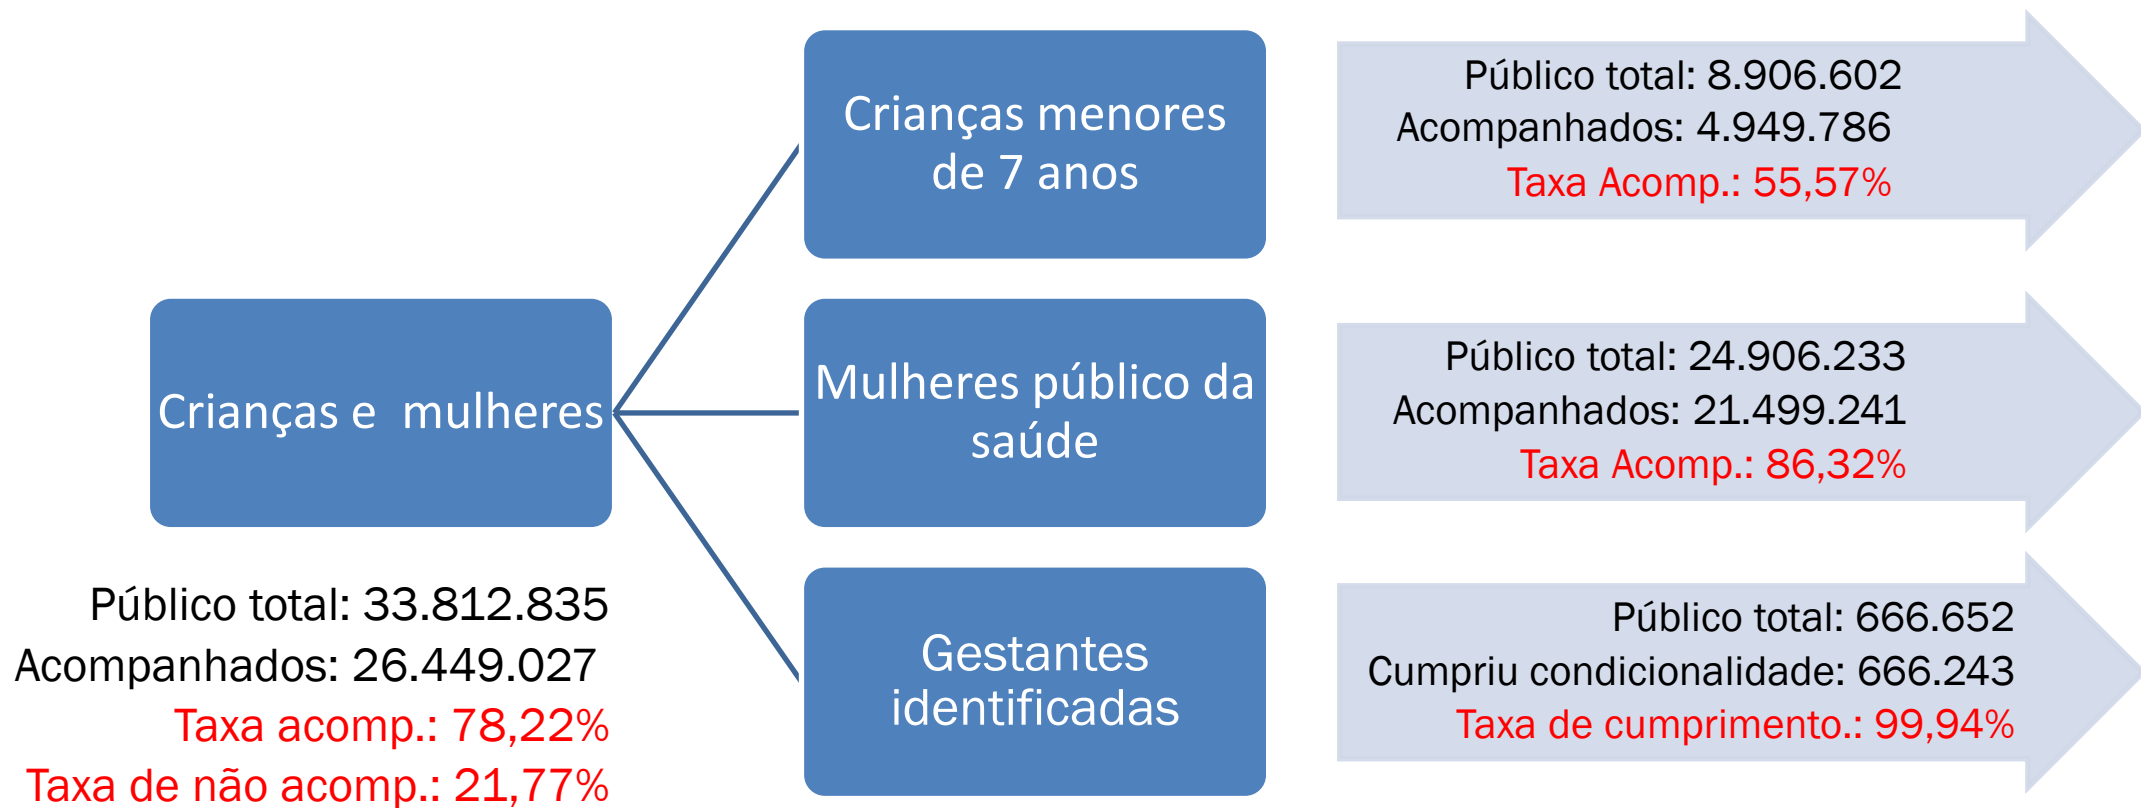 Crianças e mulheres
Público total: 33.812.835
Acompanhados: 26.449.027
Taxa acomp.: 78,22%
Taxa de não acomp.: 21,77%
Crianças menores
de 7 anos
Público total: 8.906.602
Acompanhados: 4.949.786
Taxa Acomp.: 55,57%
Mulheres público da
saúde
Público total: 24.906.233
Acompanhados: 21.499.241
Taxa Acomp.: 86,32%
Gestantes
identificadas
Público total: 666.652
Cumpriu condicionalidade: 666.243
Taxa de cumprimento.: 99,94%